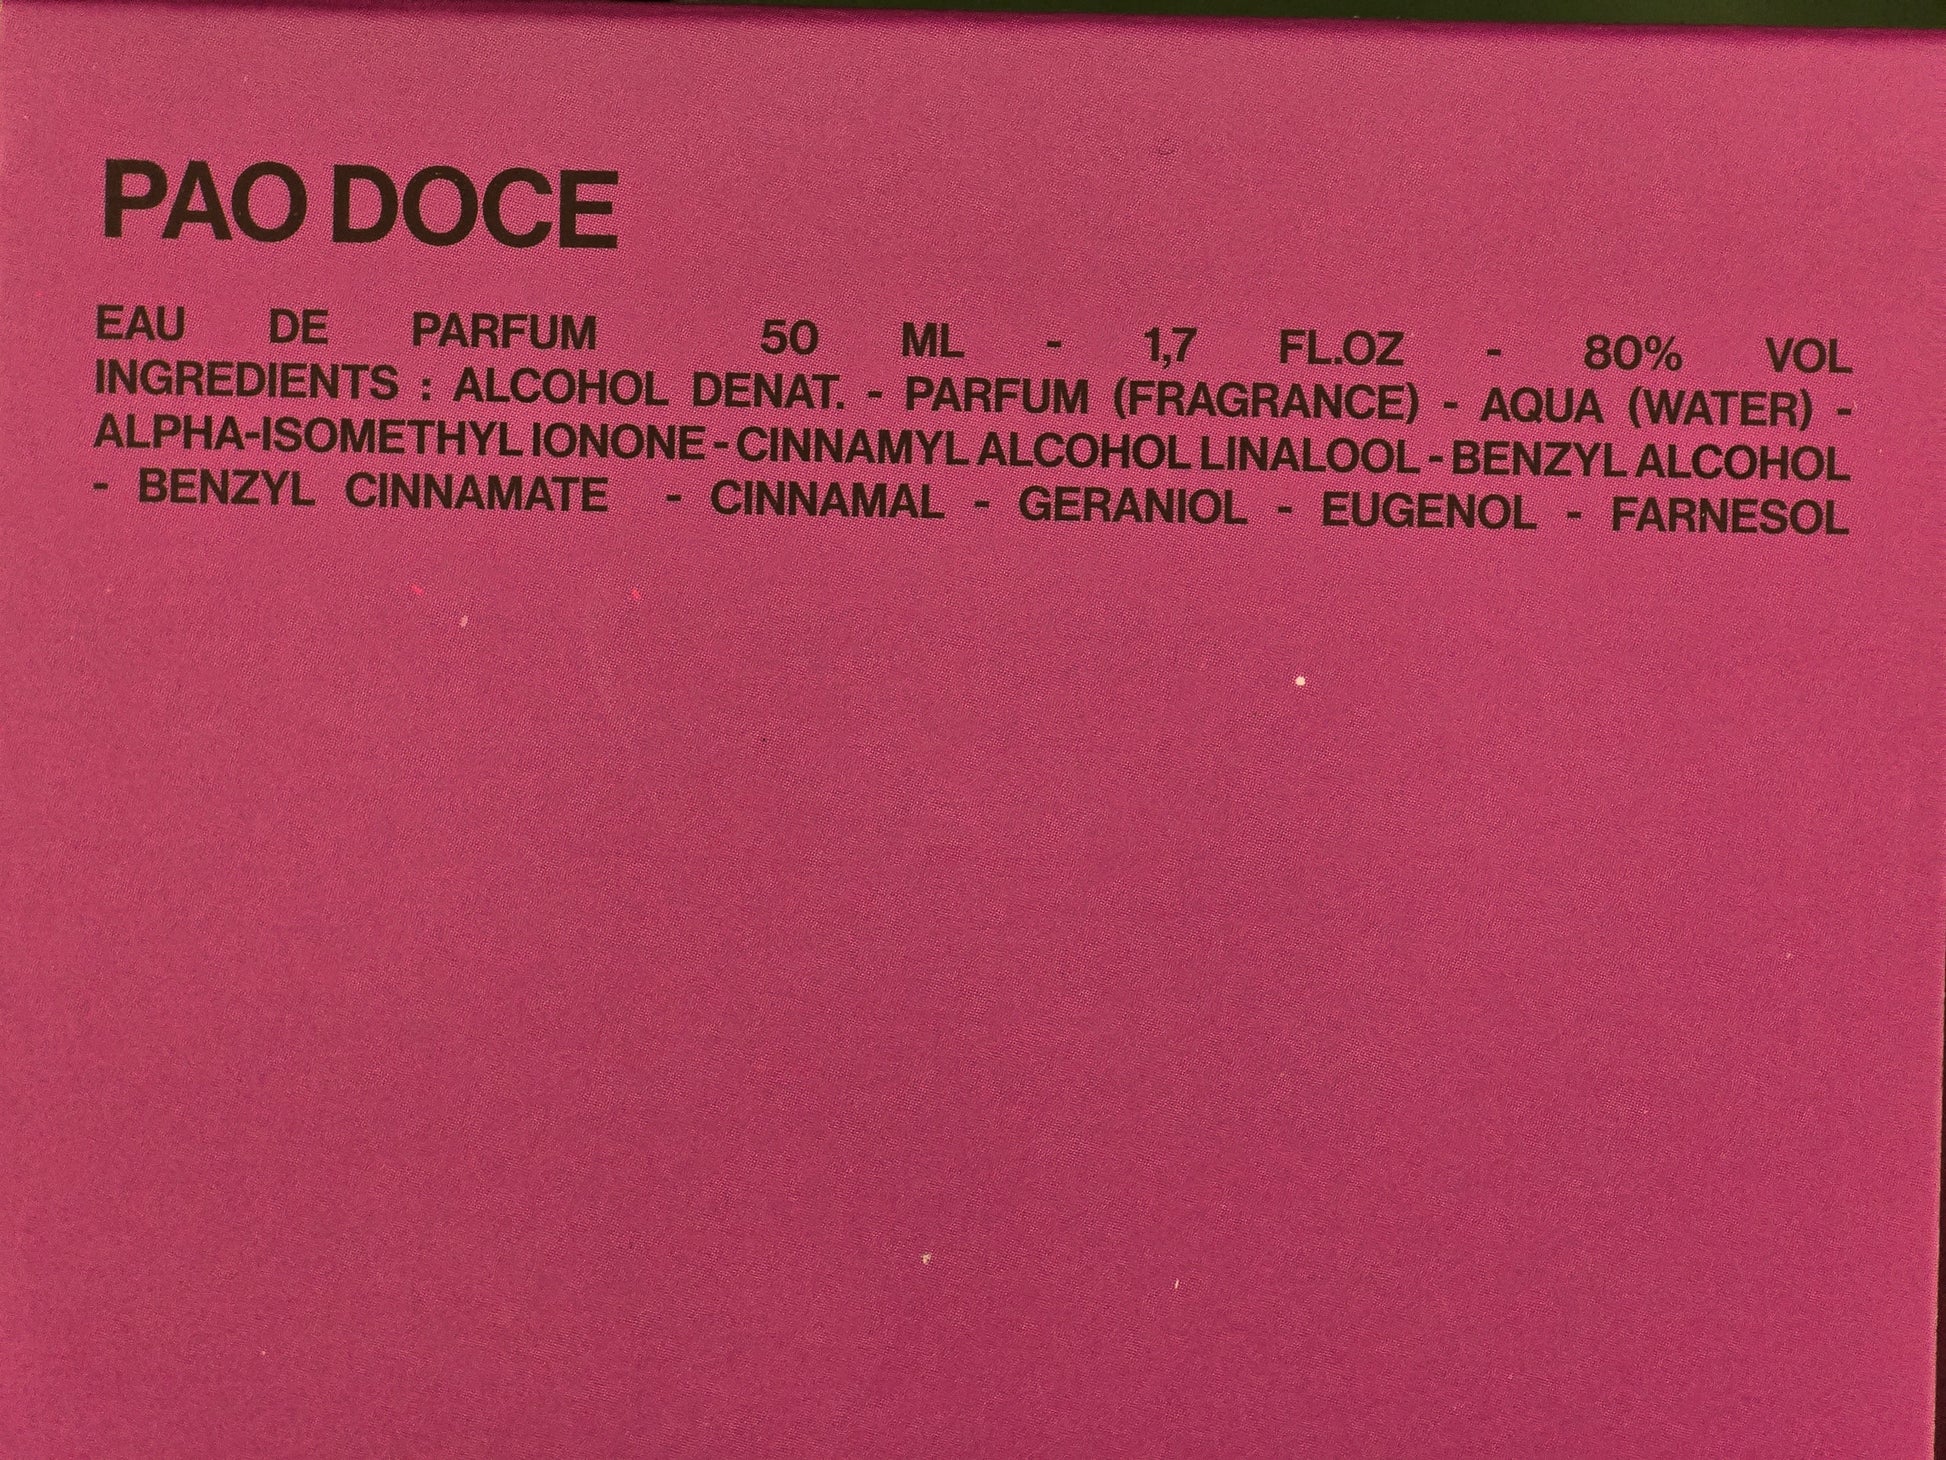 PAO DOCE
EAU DE PARFUM 50 ML - 1,7 FL.OZ - 80% VOL
INGREDIENTS : ALCOHOL DENAT. - PARFUM (FRAGRANCE) - AQUA (WATER) -
ALPHA-ISOMETHYL IONONE - CINNAMYL ALCOHOL LINALOOL - BENZYL ALCOHOL
- BENZYL CINNAMATE - CINNAMAL - GERANIOL - EUGENOL - FARNESOL